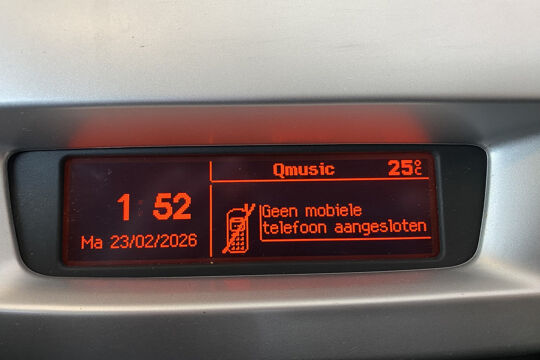 Qmusic 25°C
1 52
Ma 23/02/2026
Geen mobiele
telefoon aangesloten